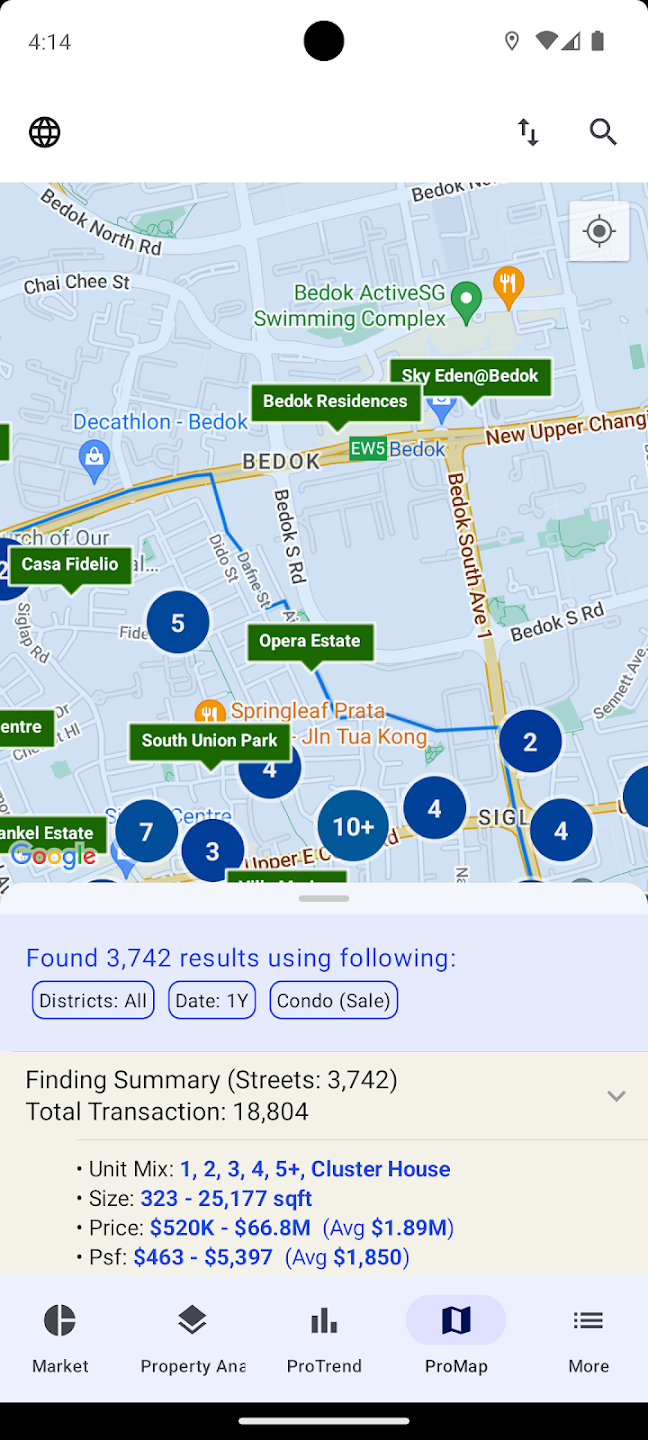 4:14
Bedok North Rd
Chai Chee St
Bedok ActiveSG
Swimming Complex
Sky Eden@Bedok
Bedok Residences
Decathlon - Bedok
New Upper Changi
EW5 Bedok
BEDOK
Bedok S Rd
Bedok South Ave 1
Dido St
Dafne St
Casa Fidelio
Siglap Rd
5
Bedok S Rd
Opera Estate
Sennett Ave
Springleaf Prata
- Jln Tua Kong
South Union Park
2
4
7
3
10+
4
SIGL
4
ankel Estate
Google
Found 3,742 results using following:
Districts: All
Date: 1Y
Condo (Sale)
Finding Summary (Streets: 3,742)
Total Transaction: 18,804
• Unit Mix: 1, 2, 3, 4, 5+, Cluster House
• Size: 323 - 25,177 sqft
• Price: $520K - $66.8M (Avg $1.89M)
• Psf: $463 - $5,397 (Avg $1,850)
Market
Property Ana
ProTrend
ProMap
More